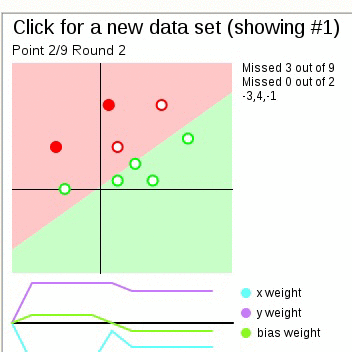 Click for a new data set (showing #1)
Point 2/9 Round 2
Missed 3 out of 9
Missed 0 out of 2
-3,4,-1
x weight
y weight
bias weight